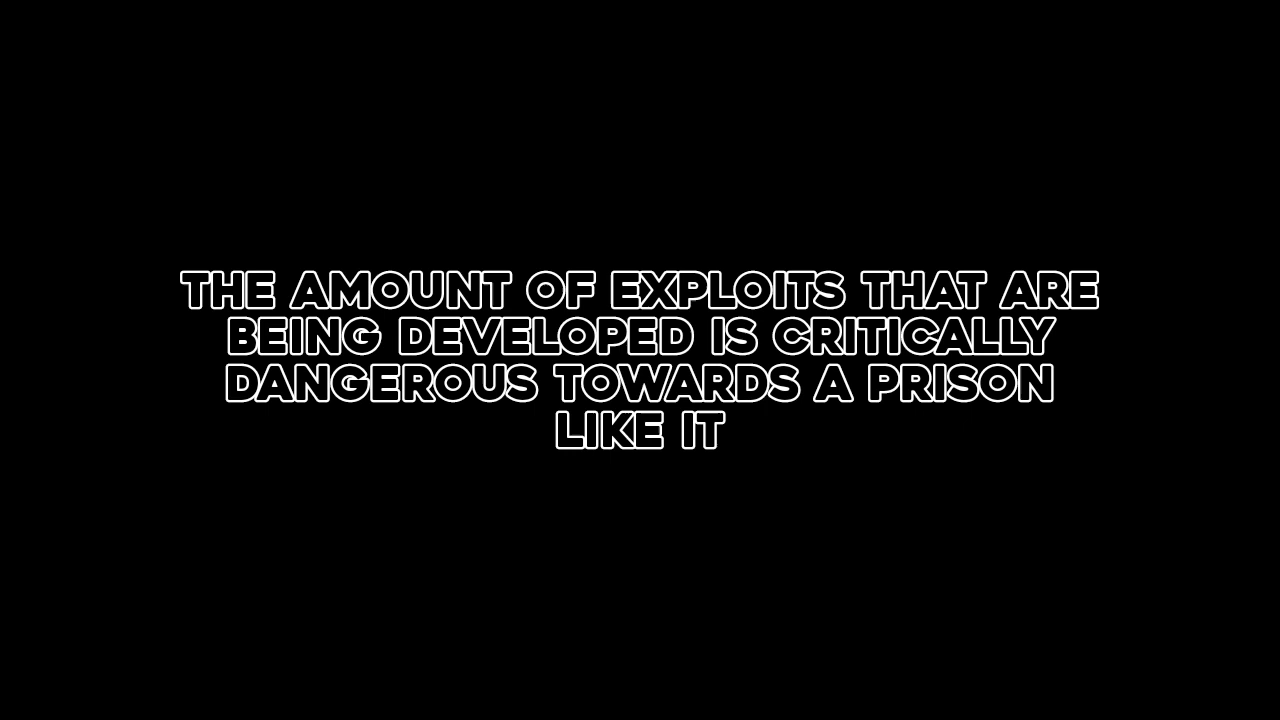 THE AMOUNT OF EXPLOITS THAT ARE
BEING DEVELOPED IS CRITICALLY
DANGEROUS TOWARDS A PRISON
LIKE IT